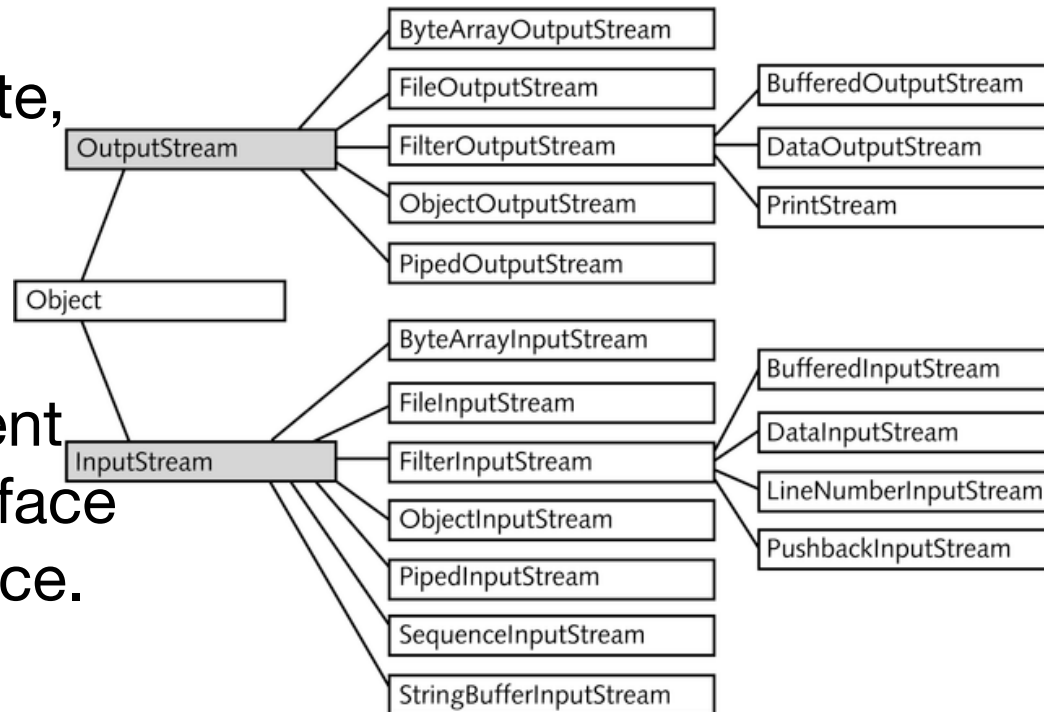 te,
ent
face
ce.
Object
OutputStream
ByteArrayOutputStream
FileOutputStream
FilterOutputStream
ObjectOutputStream
PipedOutputStream
BufferedOutputStream
DataOutputStream
PrintStream
InputStream
ByteArrayInputStream
FileInputStream
FilterInputStream
ObjectInputStream
PipedInputStream
SequenceInputStream
StringBufferInputStream
BufferedInputStream
DataInputStream
LineNumberInputStream
PushbackInputStream